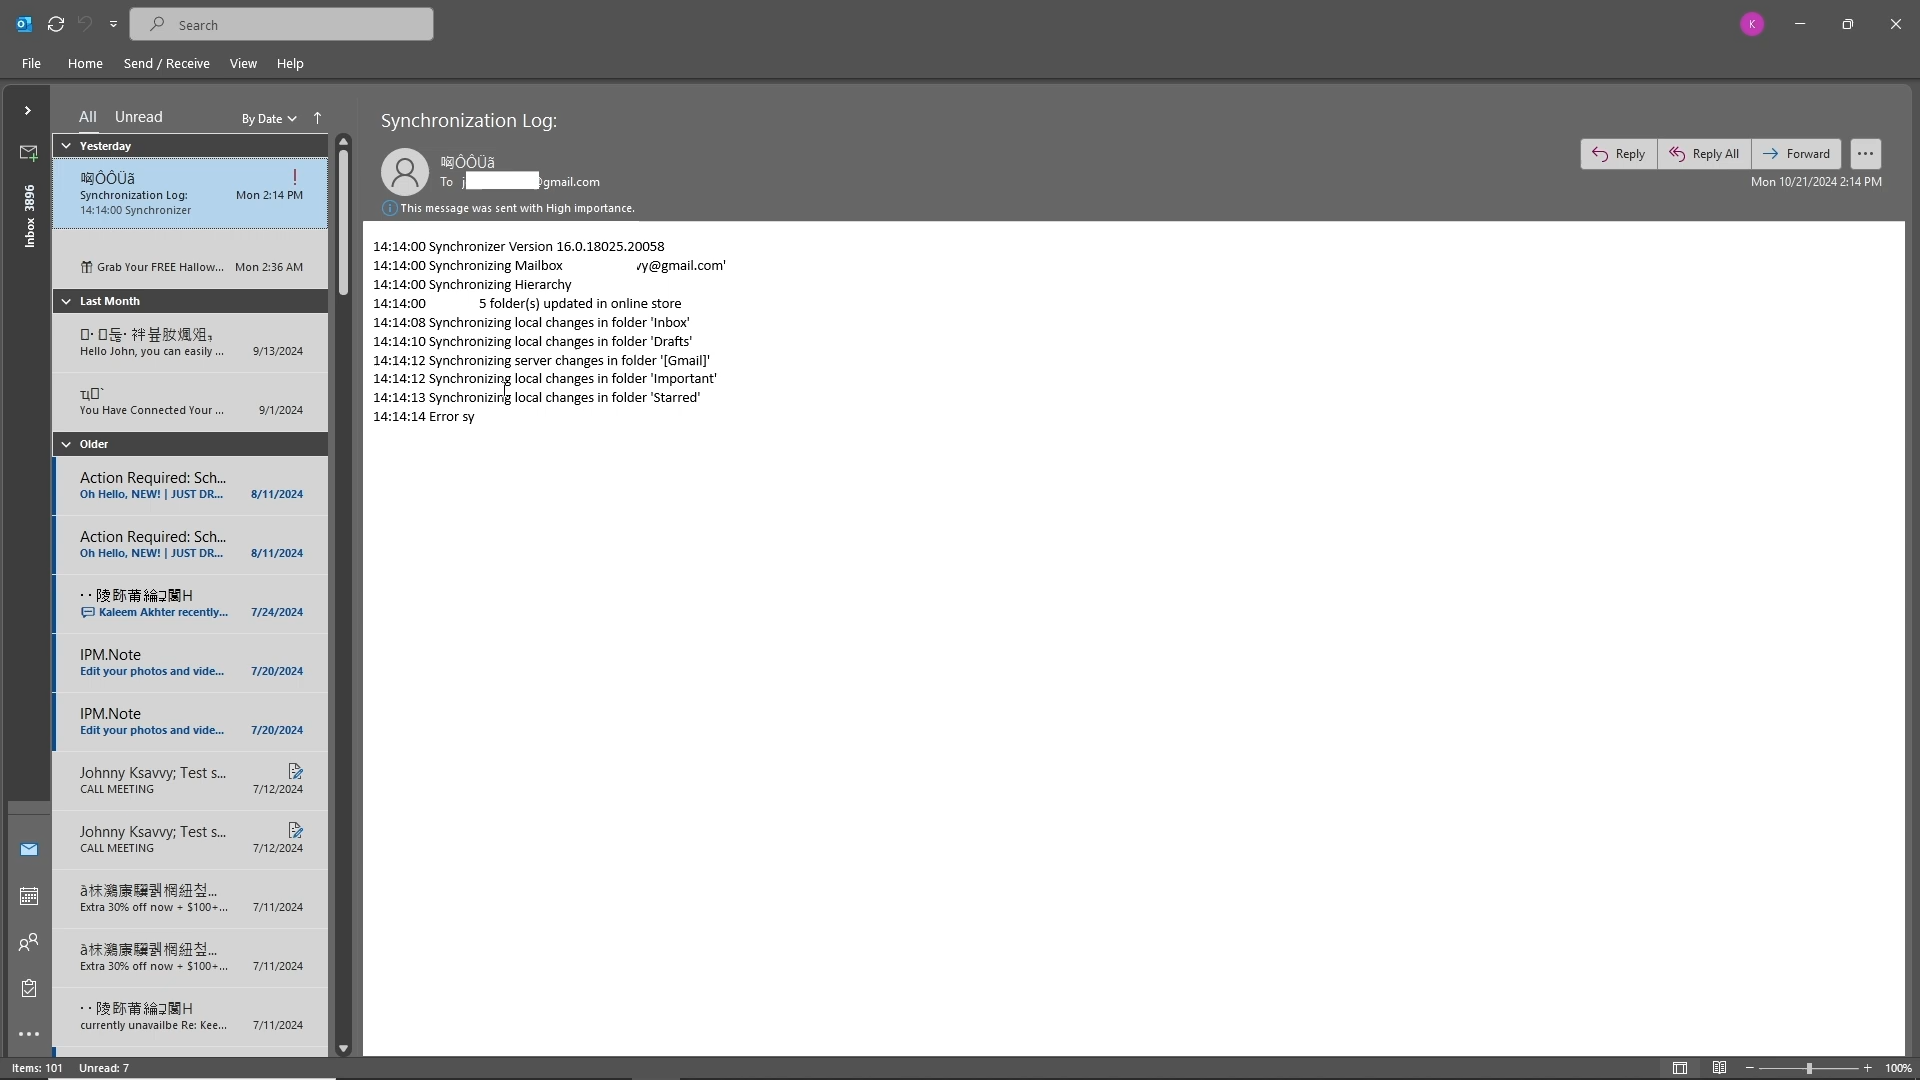 Search
K
File Home Send / Receive View Help
All Unread By Date
Inbox 3896
Yesterday
Synchronization Log: Mon 2:14 PM
14:14:00 Synchronizer
Grab Your FREE Hallow... Mon 2:36 AM
Last Month
Hello John, you can easily ... 9/13/2024
You Have Connected Your ... 9/1/2024
Older
Action Required: Sch...
Oh Hello, NEW! | JUST DR... 8/11/2024
Action Required: Sch...
Oh Hello, NEW! | JUST DR... 8/11/2024
Kaleem Akhter recently... 7/24/2024
IPM.Note
Edit your photos and vide... 7/20/2024
IPM.Note
Edit your photos and vide... 7/20/2024
Johnny Ksavvy; Test s...
CALL MEETING 7/12/2024
Johnny Ksavvy; Test s...
CALL MEETING 7/12/2024
Extra 30% off now + $100+... 7/11/2024
Extra 30% off now + $100+... 7/11/2024
currently unavailbe Re: Kee... 7/11/2024
Synchronization Log:
ÔÔÜã
To j @gmail.com
This message was sent with High importance.
Reply Reply All Forward
Mon 10/21/2024 2:14 PM
14:14:00 Synchronizer Version 16.0.18025.20058
14:14:00 Synchronizing Mailbox vy@gmail.com'
14:14:00 Synchronizing Hierarchy
14:14:00 5 folder(s) updated in online store
14:14:08 Synchronizing local changes in folder 'Inbox'
14:14:10 Synchronizing local changes in folder 'Drafts'
14:14:12 Synchronizing server changes in folder '[Gmail]'
14:14:12 Synchronizing local changes in folder 'Important'
14:14:13 Synchronizing local changes in folder 'Starred'
14:14:14 Error sy
Items: 101 Unread: 7
100%